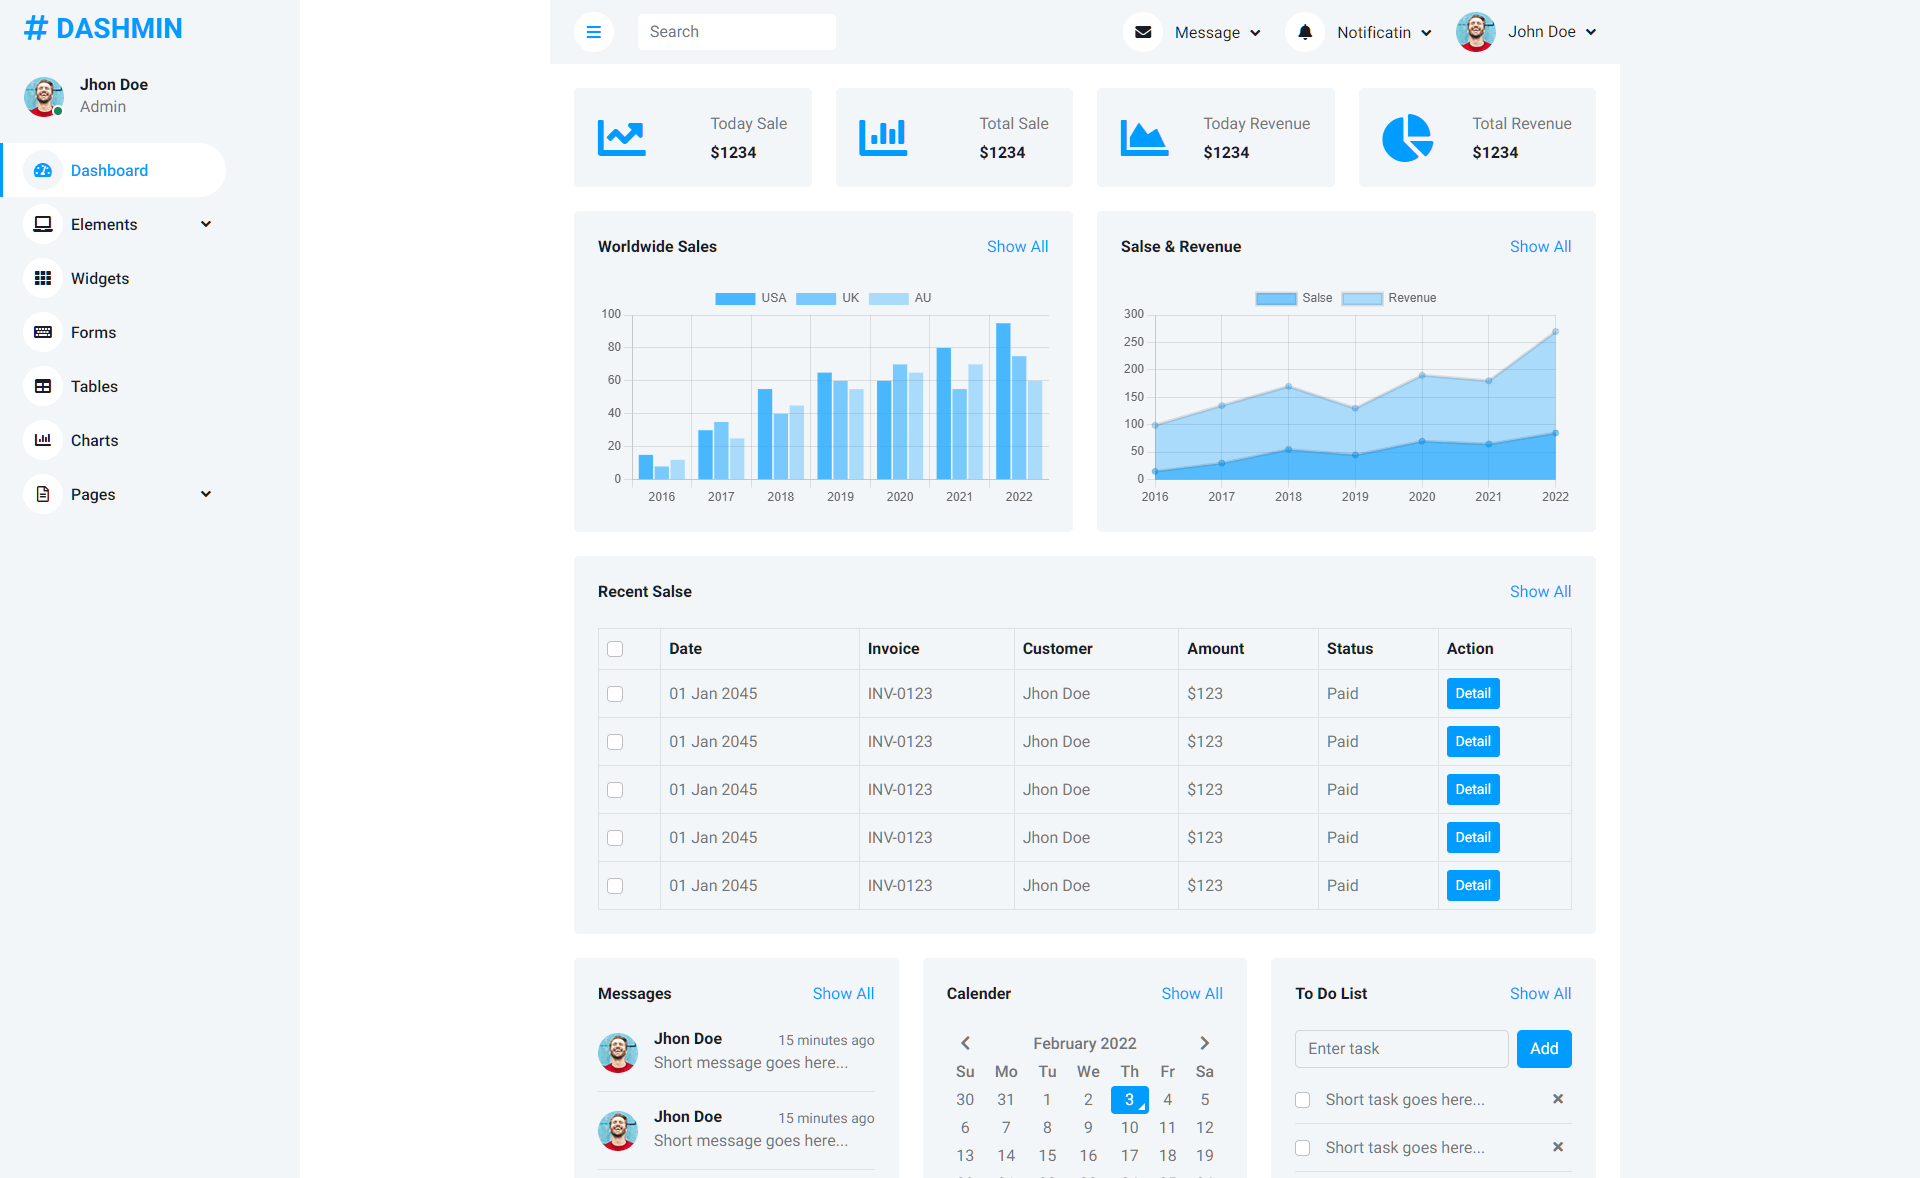 # DASHMIN
Jhon Doe
Admin
Dashboard
Elements
Widgets
Forms
Tables
Charts
Pages
Search
Message
Notificatin
John Doe
Today Sale
$1234
Total Sale
$1234
Today Revenue
$1234
Total Revenue
$1234
Worldwide Sales Show All
USA UK AU
100
80
60
40
20
0
2016 2017 2018 2019 2020 2021 2022
Salse & Revenue Show All
Salse Revenue
300
250
200
150
100
50
0
2016 2017 2018 2019 2020 2021 2022
Recent Salse Show All
Date Invoice Customer Amount Status Action
01 Jan 2045 INV-0123 Jhon Doe $123 Paid Detail
01 Jan 2045 INV-0123 Jhon Doe $123 Paid Detail
01 Jan 2045 INV-0123 Jhon Doe $123 Paid Detail
01 Jan 2045 INV-0123 Jhon Doe $123 Paid Detail
01 Jan 2045 INV-0123 Jhon Doe $123 Paid Detail
Messages Show All
Jhon Doe 15 minutes ago
Short message goes here...
Jhon Doe 15 minutes ago
Short message goes here...
Calender Show All
February 2022
Su Mo Tu We Th Fr Sa
30 31 1 2 3 4 5
6 7 8 9 10 11 12
13 14 15 16 17 18 19
To Do List Show All
Enter task Add
Short task goes here...
Short task goes here...